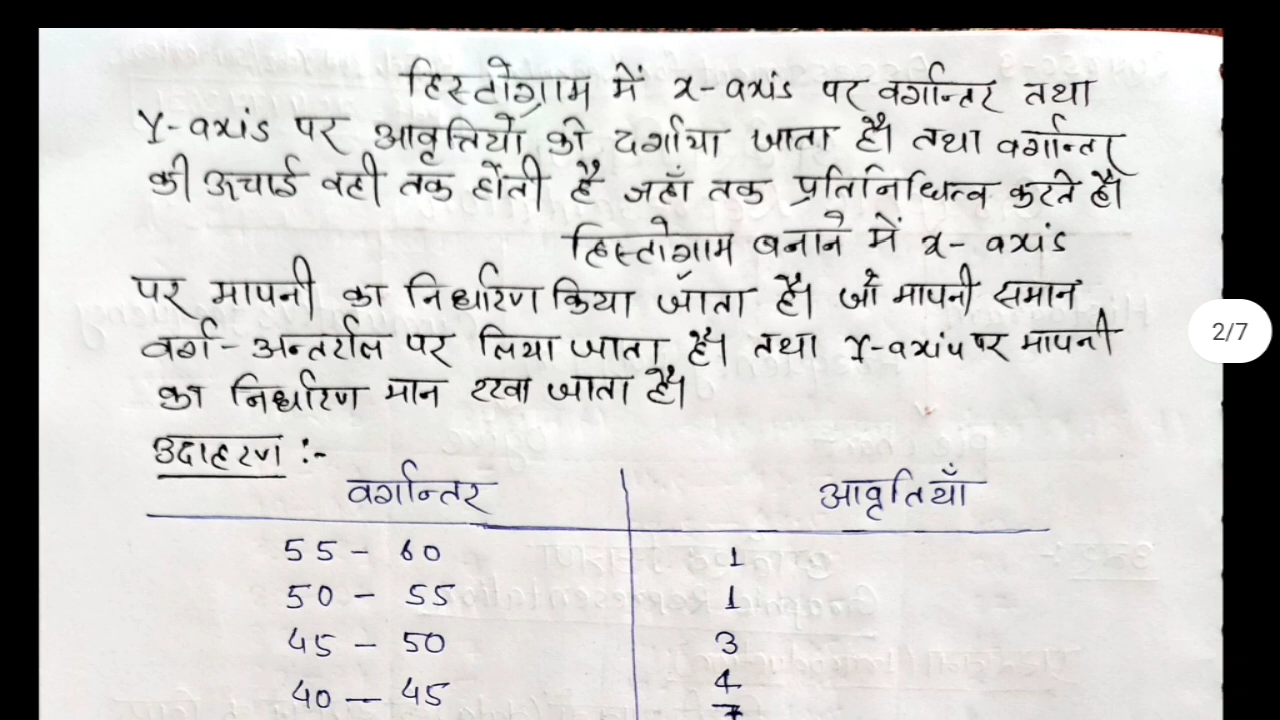 हिस्टोग्राम में x-axis पर वर्गान्तर तथा
Y-axis पर आवृत्तियों को दर्शाया जाता है। तथा वर्गान्तर
की ऊचाई वही तक होती है जहाँ तक प्रतिनिधित्व करते है।
हिस्तोग्राम बनाने में x-axis
पर मापनी का निर्धारण किया जाता है। जो मापनी समान
वर्ग-अन्तराल पर लिया जाता है। तथा Y-axis पर मापनी
का निर्धारण मान रखा जाता है।
उदाहरण :-
वर्गान्तर आवृतियाँ
55 - 60 1
50 - 55 1
45 - 50 3
40 - 45 4
7
2/7